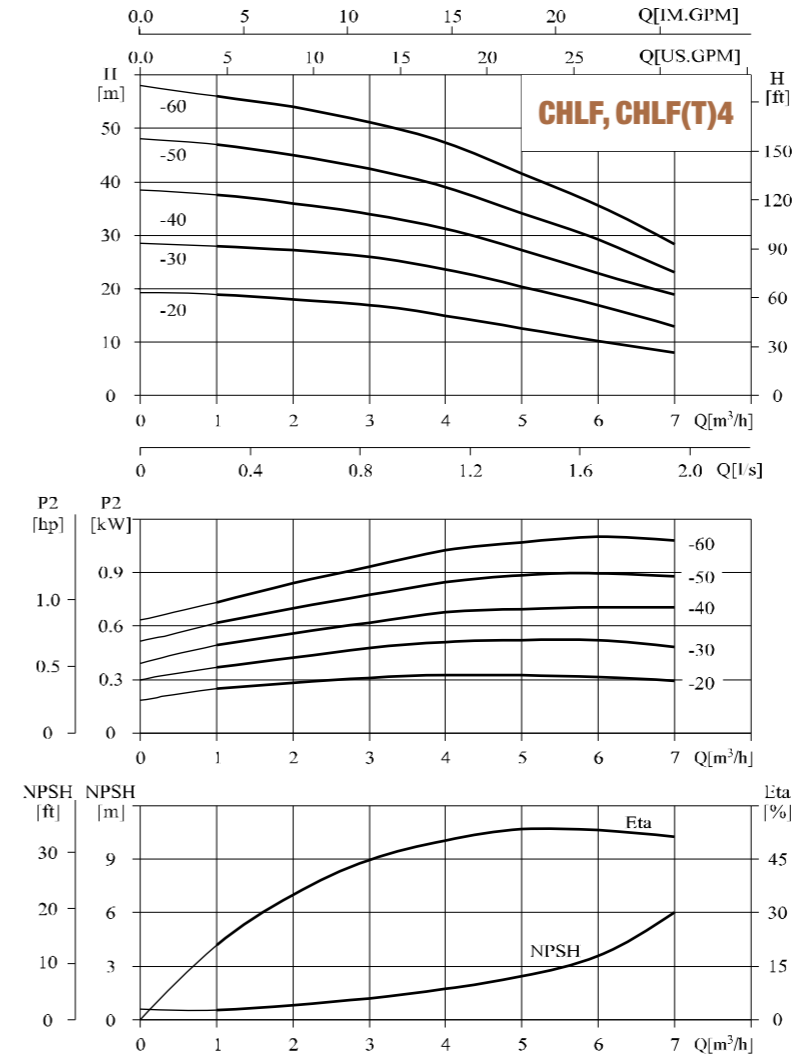 0.0 5 10 15 20 Q[IM.GPM]
0.0 5 10 15 20 25 Q[US.GPM]
H
[m]
H
[ft]
CHLF, CHLF(T)4
-60
50
-50
150
40
-40
120
30
-30
90
20
-20
60
10
30
0
0
0 1 2 3 4 5 6 7 Q[m³/h]
0 0.4 0.8 1.2 1.6 2.0 Q[l/s]
P2
[hp]
P2
[kW]
-60
0.9
-50
1.0
-40
0.6
-30
0.5
0.3
-20
0
0
0 1 2 3 4 5 6 7 Q[m³/h]
NPSH
[ft]
NPSH
[m]
Eta
[%]
Eta
30
9
45
20
6
30
NPSH
10
3
15
0
0
0
0 1 2 3 4 5 6 7 Q[m³/h]